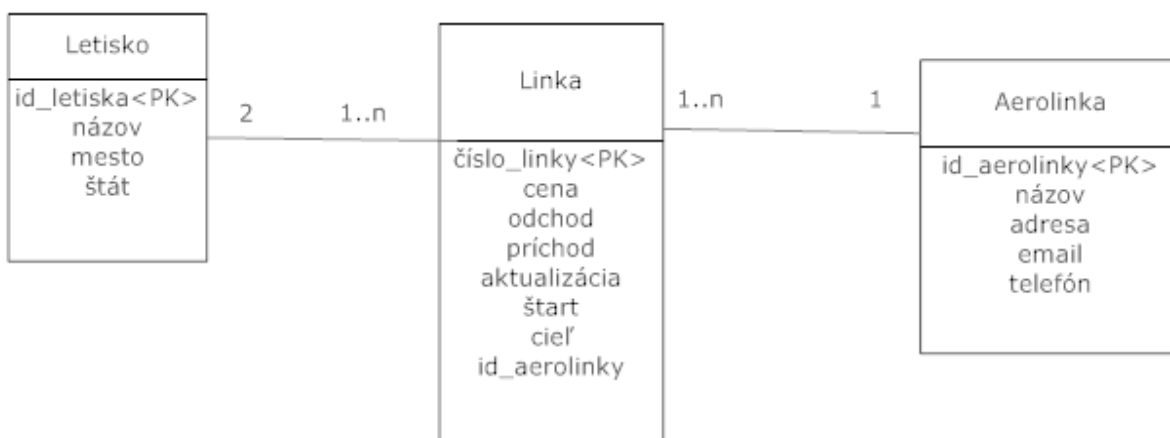 Letisko
id_letiska<PK>
názov
mesto
štát
2
1..n
Linka
číslo_linky<PK>
cena
odchod
príchod
aktualizácia
štart
cieľ
id_aerolinky
1..n
1
Aerolinka
id_aerolinky<PK>
názov
adresa
email
telefón